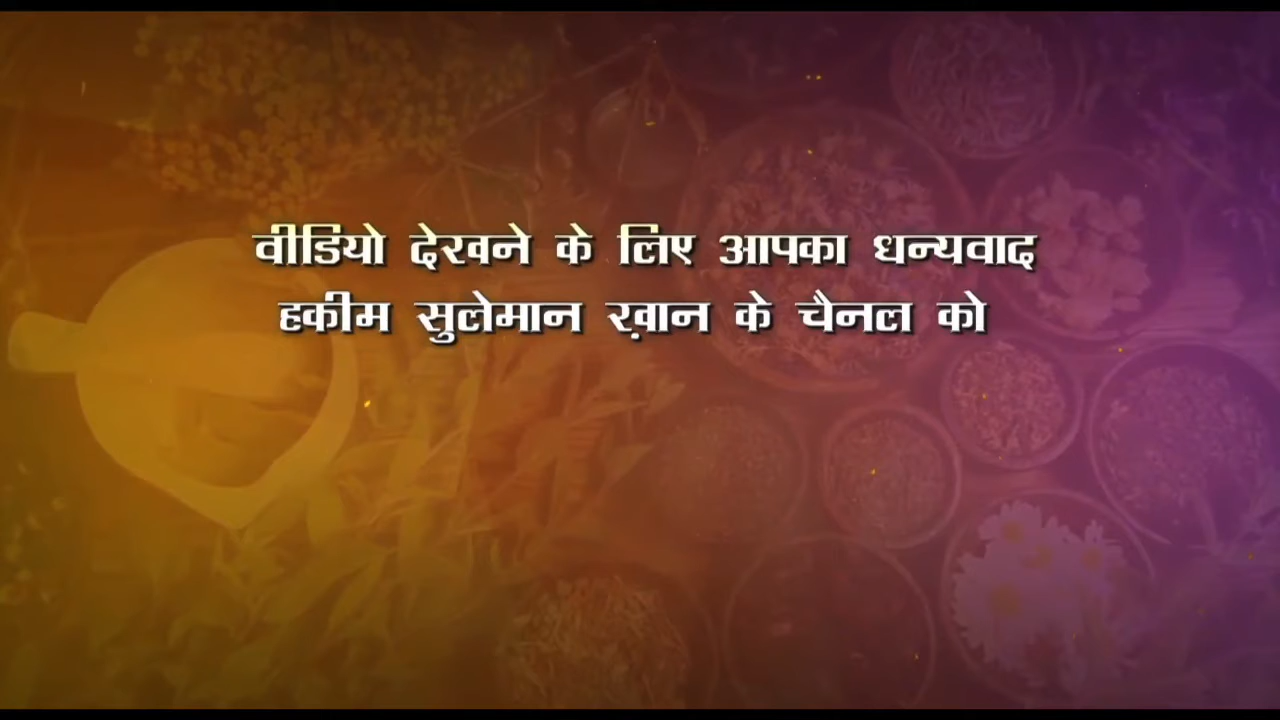 वीडियो देखने के लिए आपका धन्यवाद
हकीम सुलेमान ख़ान के चैनल को